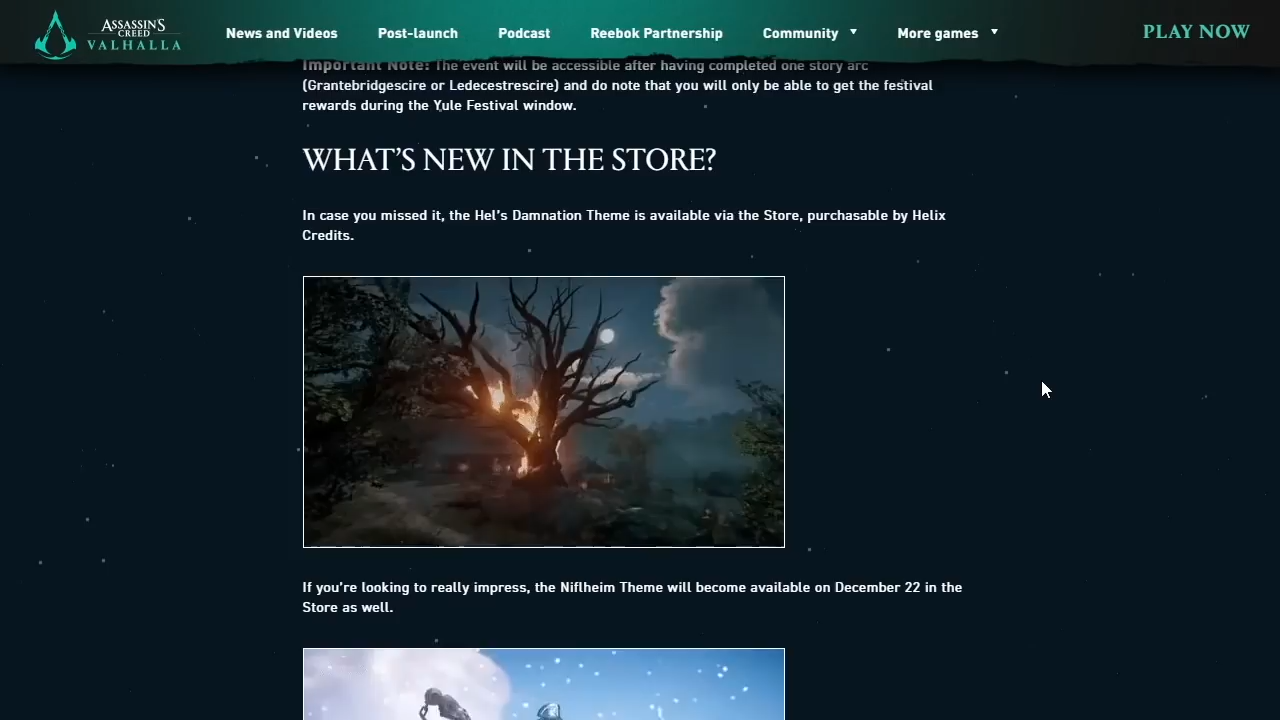 ASSASSIN'S
CREED
VALHALLA
News and Videos
Post-launch
Podcast
Reebok Partnership
Community
More games
PLAY NOW
Important Note: The event will be accessible after having completed one story arc
(Grantebridgescire or Ledecestrescire) and do note that you will only be able to get the festival
rewards during the Yule Festival window.
WHAT'S NEW IN THE STORE?
In case you missed it, the Hel's Damnation Theme is available via the Store, purchasable by Helix
Credits.
If you're looking to really impress, the Niflheim Theme will become available on December 22 in the
Store as well.